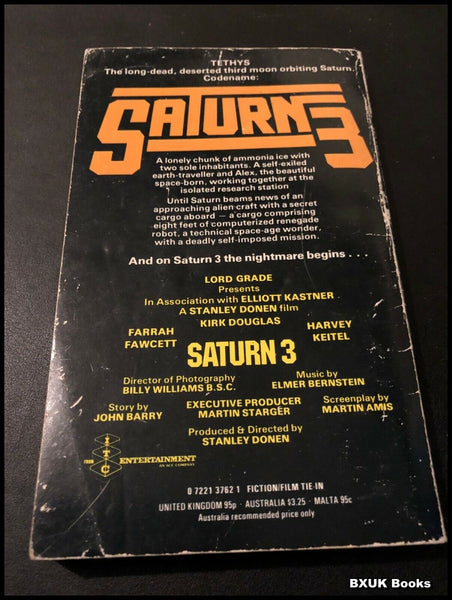 TETHYS
The long-dead, deserted third moon orbiting Saturn.
Codename:
SATURN 3
A lonely chunk of ammonia ice with
two sole inhabitants. A self-exiled
earth-traveller and Alex, the beautiful
space-born, working together at the
isolated research station
Until Saturn beams news of an
approaching alien craft with a secret
cargo aboard – a cargo comprising
eight feet of computerized renegade
robot, a technical space-age wonder,
with a deadly self-imposed mission.
And on Saturn 3 the nightmare begins . . .
LORD GRADE
Presents
In Association with ELLIOTT KASTNER
A STANLEY DONEN film
KIRK DOUGLAS
FARRAH
FAWCETT
HARVEY
KEITEL
SATURN 3
Director of Photography
BILLY WILLIAMS B.S.C.
Music by
ELMER BERNSTEIN
Story by
JOHN BARRY
EXECUTIVE PRODUCER
MARTIN STARGER
Screenplay by
MARTIN AMIS
Produced & Directed by
STANLEY DONEN
FROM
ITC
ENTERTAINMENT
AN ACC COMPANY
0 7221 3762 1 FICTION/FILM TIE-IN
UNITED KINGDOM 95p · AUSTRALIA $3.25 · MALTA 95c
Australia recommended price only
BXUK Books